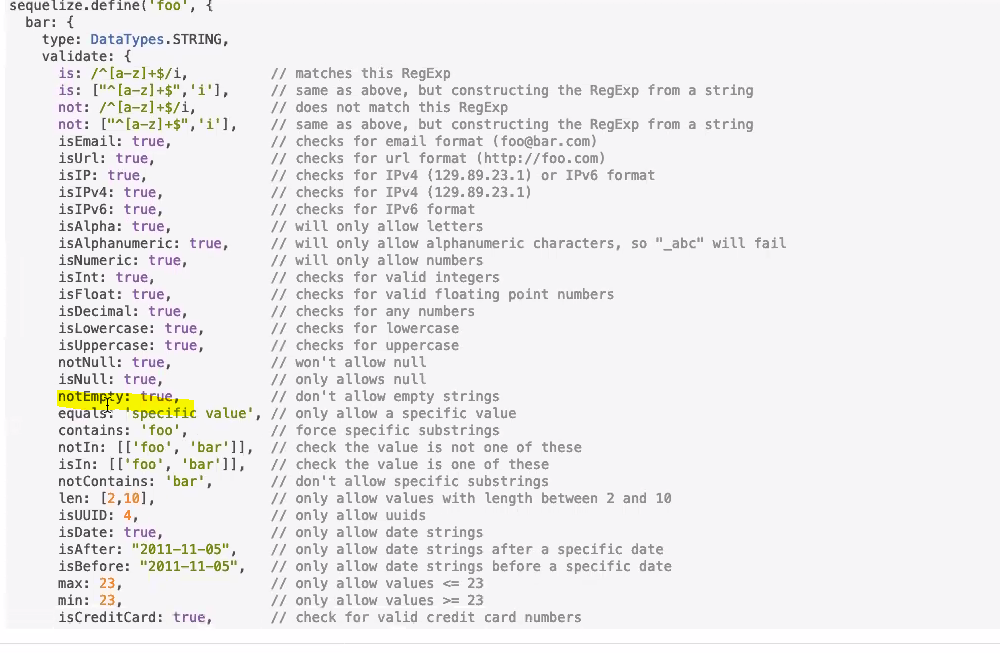 sequelize.define('foo', {
  bar: {
    type: DataTypes.STRING,
    validate: {
      is: /^[a-z]+$/i,          // matches this RegExp
      is: ["^[a-z]+$",'i'],     // same as above, but constructing the RegExp from a string
      not: /^[a-z]+$/i,         // does not match this RegExp
      not: ["^[a-z]+$",'i'],    // same as above, but constructing the RegExp from a string
      isEmail: true,            // checks for email format (foo@bar.com)
      isUrl: true,              // checks for url format (http://foo.com)
      isIP: true,               // checks for IPv4 (129.89.23.1) or IPv6 format
      isIPv4: true,             // checks for IPv4 (129.89.23.1)
      isIPv6: true,             // checks for IPv6 format
      isAlpha: true,            // will only allow letters
      isAlphanumeric: true,     // will only allow alphanumeric characters, so "_abc" will fail
      isNumeric: true,          // will only allow numbers
      isInt: true,              // checks for valid integers
      isFloat: true,            // checks for valid floating point numbers
      isDecimal: true,          // checks for any numbers
      isLowercase: true,        // checks for lowercase
      isUppercase: true,        // checks for uppercase
      notNull: true,            // won't allow null
      isNull: true,             // only allows null
      notEmpty: true,           // don't allow empty strings
      equals: 'specific value', // only allow a specific value
      contains: 'foo',          // force specific substrings
      notIn: [['foo', 'bar']],  // check the value is not one of these
      isIn: [['foo', 'bar']],   // check the value is one of these
      notContains: 'bar',       // don't allow specific substrings
      len: [2,10],              // only allow values with length between 2 and 10
      isUUID: 4,                // only allow uuids
      isDate: true,             // only allow date strings
      isAfter: "2011-11-05",    // only allow date strings after a specific date
      isBefore: "2011-11-05",   // only allow date strings before a specific date
      max: 23,                  // only allow values <= 23
      min: 23,                  // only allow values >= 23
      isCreditCard: true,       // check for valid credit card numbers